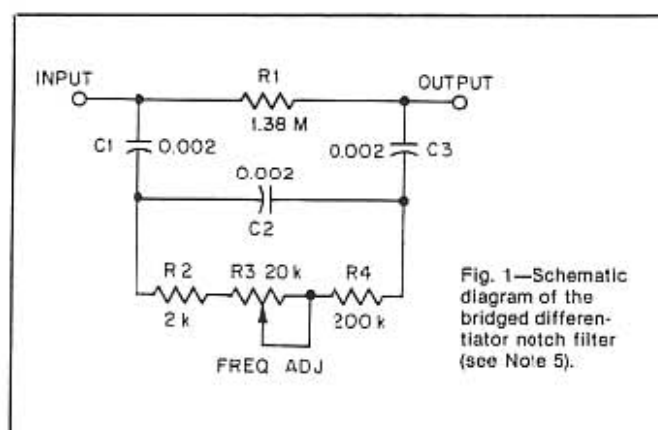 INPUT
R1
OUTPUT
1.38 M
C1
0.002
0.002
C3
0.002
C2
R2
R3 20 k
R4
2 k
200 k
FREQ ADJ
Fig. 1—Schematic
diagram of the
bridged differen-
tiator notch filter
(see Note 5).